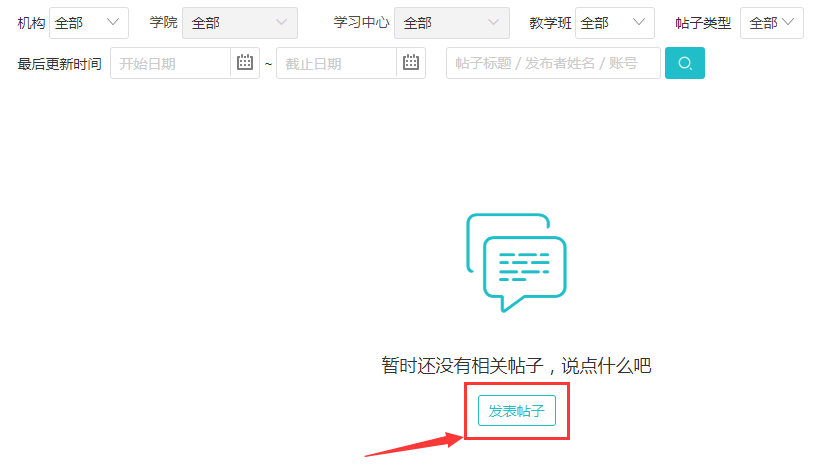 机构 全部 学院 全部 学习中心 全部 教学班 全部 帖子类型 全部
最后更新时间 开始日期 ~ 截止日期 帖子标题 / 发布者姓名 / 账号
暂时还没有相关帖子，说点什么吧
发表帖子